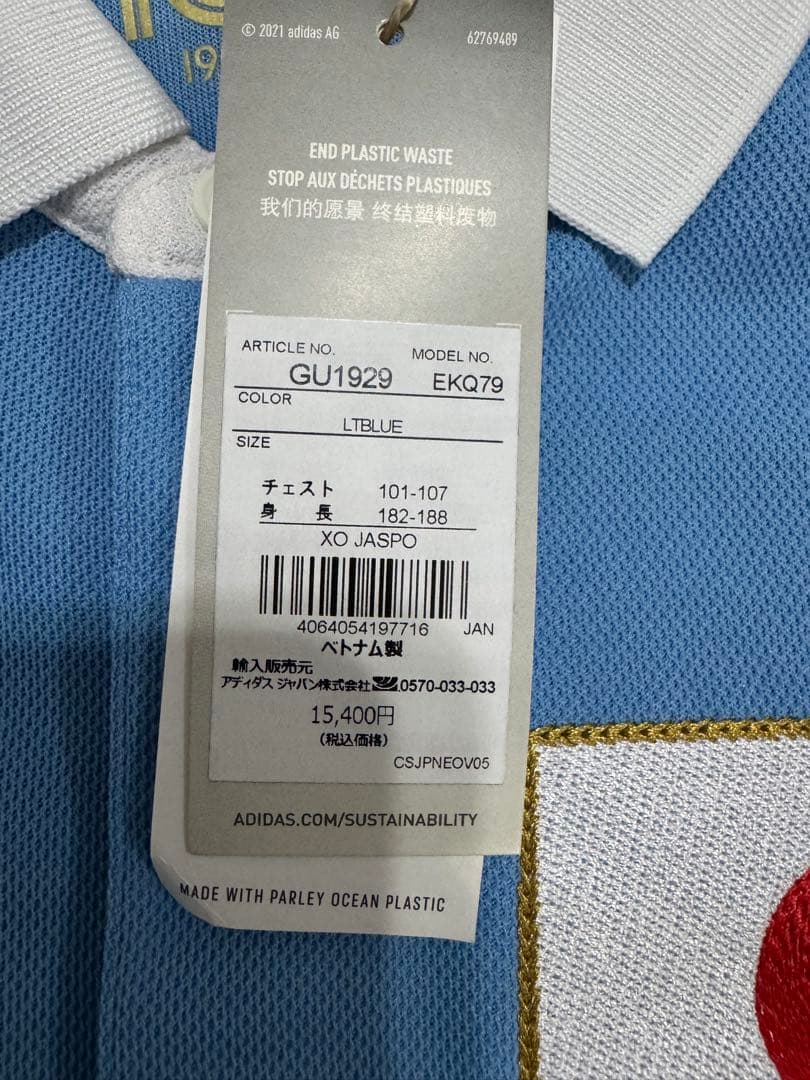 © 2021 adidas AG
62769489
19
END PLASTIC WASTE
STOP AUX DÉCHETS PLASTIQUES
我们的愿景 终结塑料废物
ARTICLE NO. MODEL NO.
GU1929 EKQ79
COLOR
LTBLUE
SIZE
チェスト 101-107
身長 182-188
XO JASPO
4064054197716 JAN
ベトナム製
輸入販売元
アディダス ジャパン株式会社 0570-033-033
15,400円
(税込価格)
CSJPNEOV05
ADIDAS.COM/SUSTAINABILITY
MADE WITH PARLEY OCEAN PLASTIC